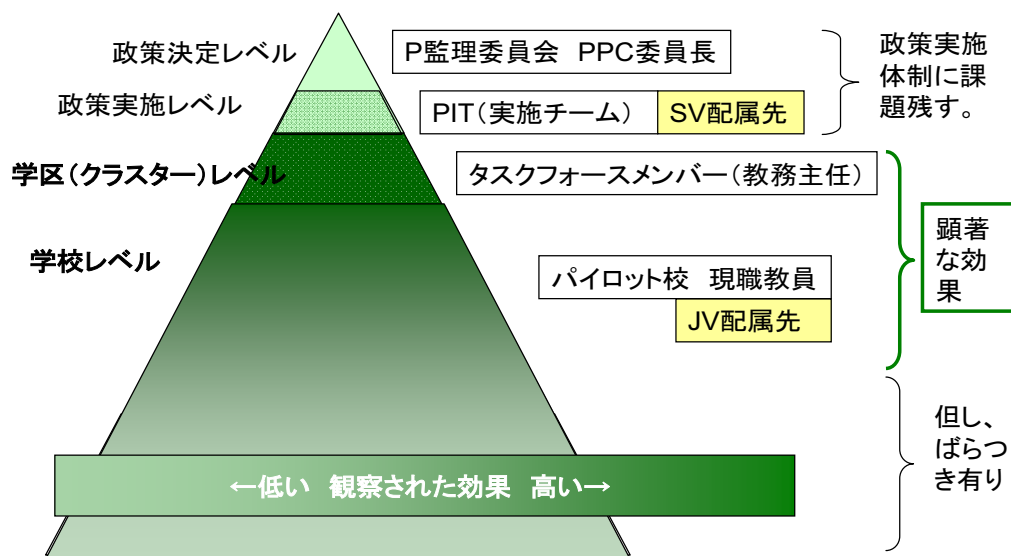 政策決定レベル
P監理委員会 PPC委員長
政策実施
体制に課
題残す。
政策実施レベル
PIT(実施チーム)
SV配属先
学区(クラスター)レベル
タスクフォースメンバー(教務主任)
顕著
な効
果
学校レベル
パイロット校 現職教員
JV配属先
但し、
ばらつ
き有り
←低い 観察された効果 高い→